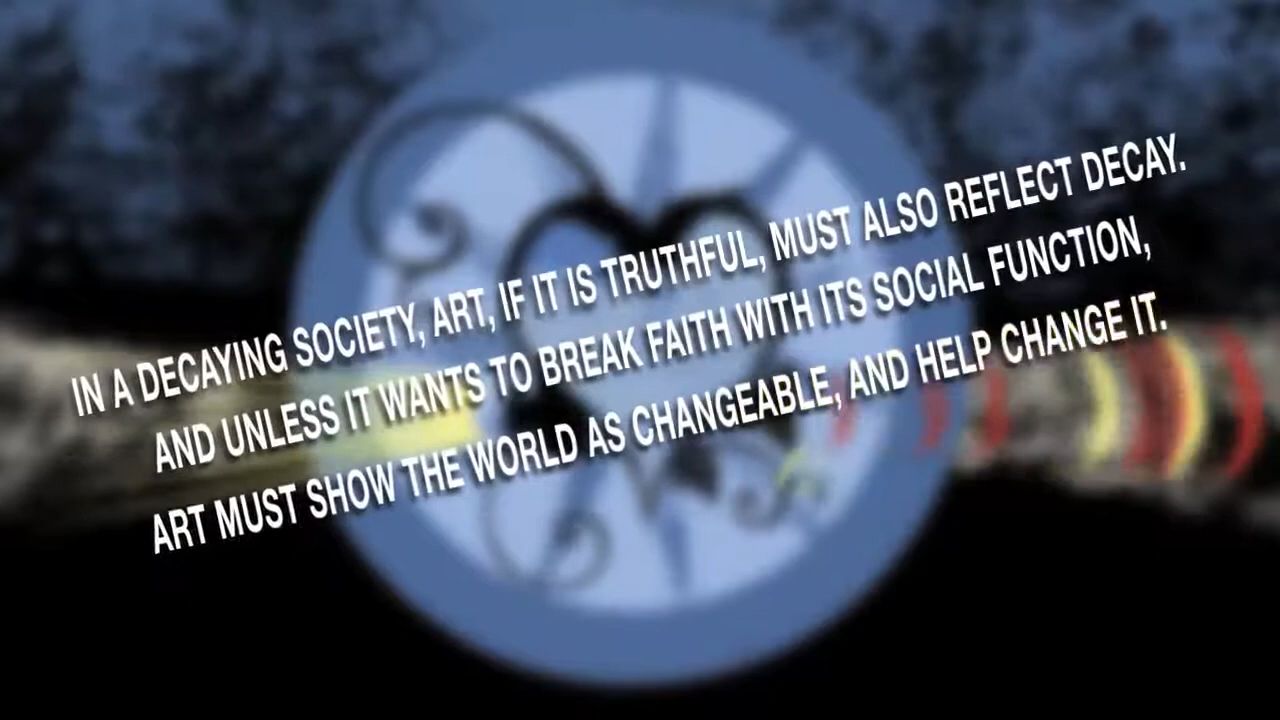 IN A DECAYING SOCIETY, ART, IF IT IS TRUTHFUL, MUST ALSO REFLECT DECAY.
AND UNLESS IT WANTS TO BREAK FAITH WITH ITS SOCIAL FUNCTION,
ART MUST SHOW THE WORLD AS CHANGEABLE, AND HELP CHANGE IT.